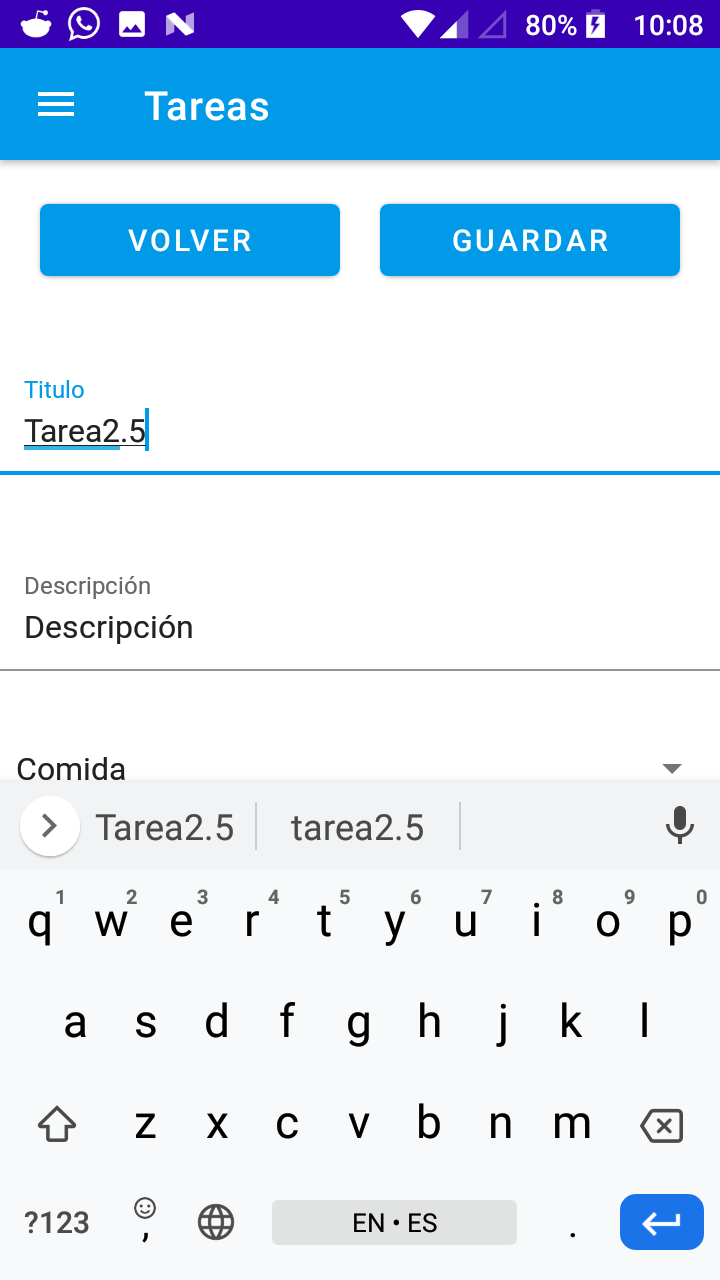 80% 10:08
Tareas
VOLVER GUARDAR
Titulo
Tarea2.5
Descripción
Descripción
Comida
Tarea2.5 tarea2.5
1 2 3 4 5 6 7 8 9 0
q w e r t y u i o p
a s d f g h j k l
z x c v b n m
?123 , EN • ES .